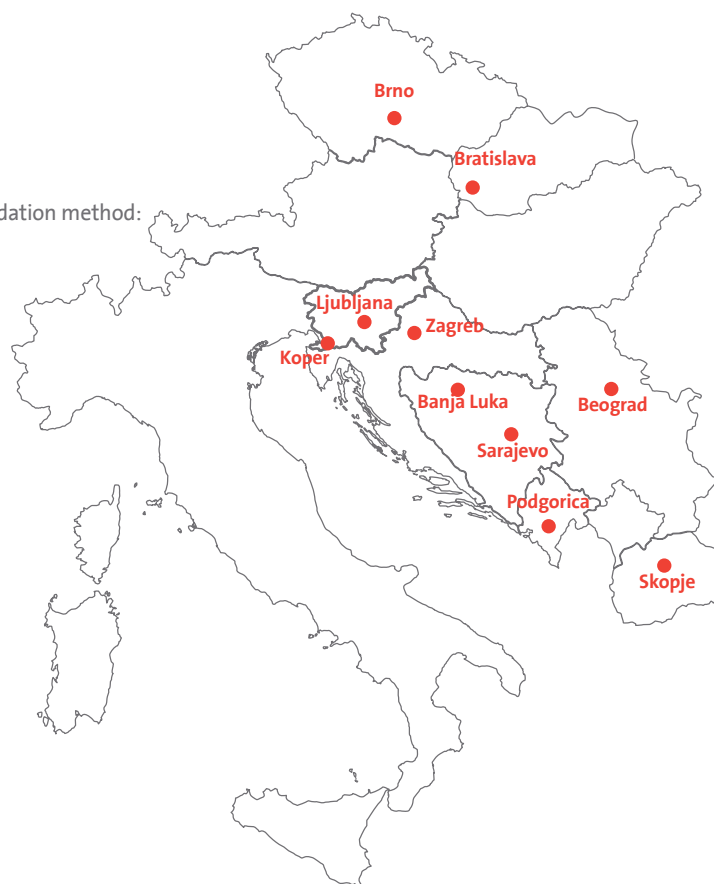 Brno
Bratislava
dation method:
Ljubljana
Zagreb
Koper
Banja Luka
Beograd
Sarajevo
Podgorica
Skopje